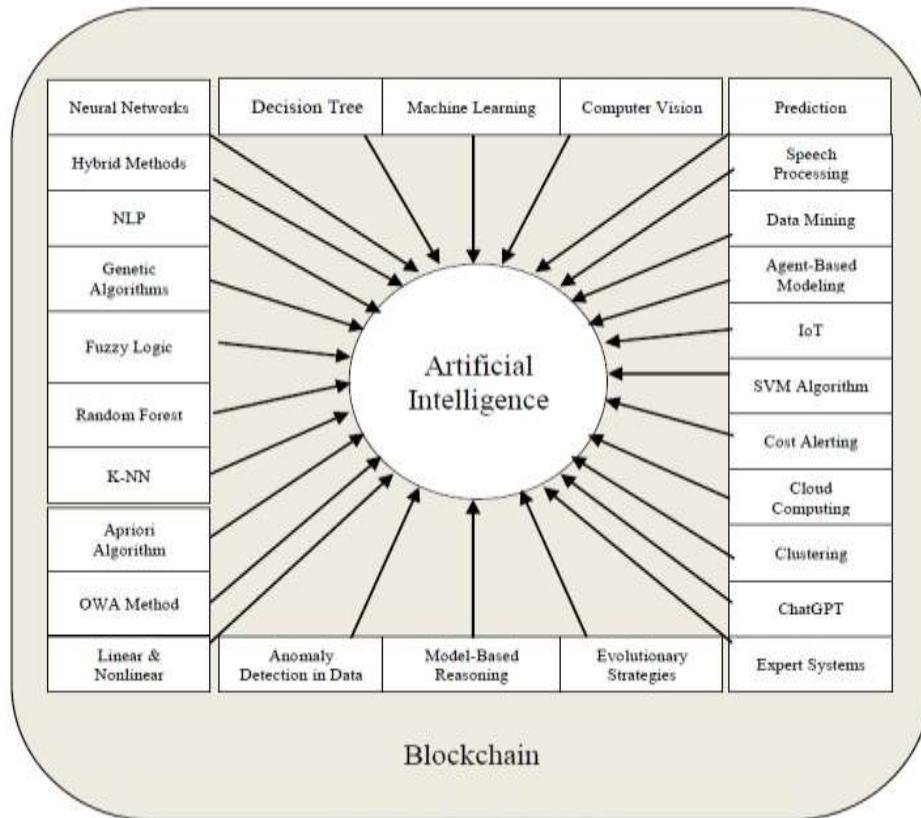 Neural Networks
Decision Tree
Machine Learning
Computer Vision
Prediction
Hybrid Methods
Speech
Processing
NLP
Data Mining
Genetic
Algorithms
Agent-Based
Modeling
Fuzzy Logic
IoT
Random Forest
SVM Algorithm
K-NN
Cost Alerting
Apriori
Algorithm
Cloud
Computing
Clustering
OWA Method
ChatGPT
Linear &
Nonlinear
Anomaly
Detection in Data
Model-Based
Reasoning
Evolutionary
Strategies
Expert Systems
Artificial
Intelligence
Blockchain